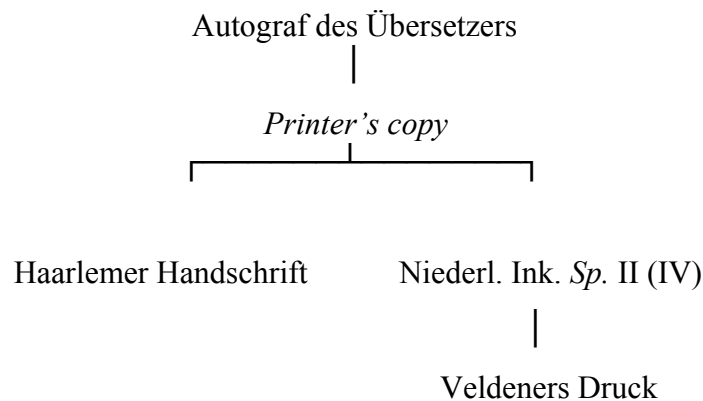 Autograf des Übersetzers
Printer’s copy
Haarlemer Handschrift Niederl. Ink. Sp. II (IV)
Veldeners Druck